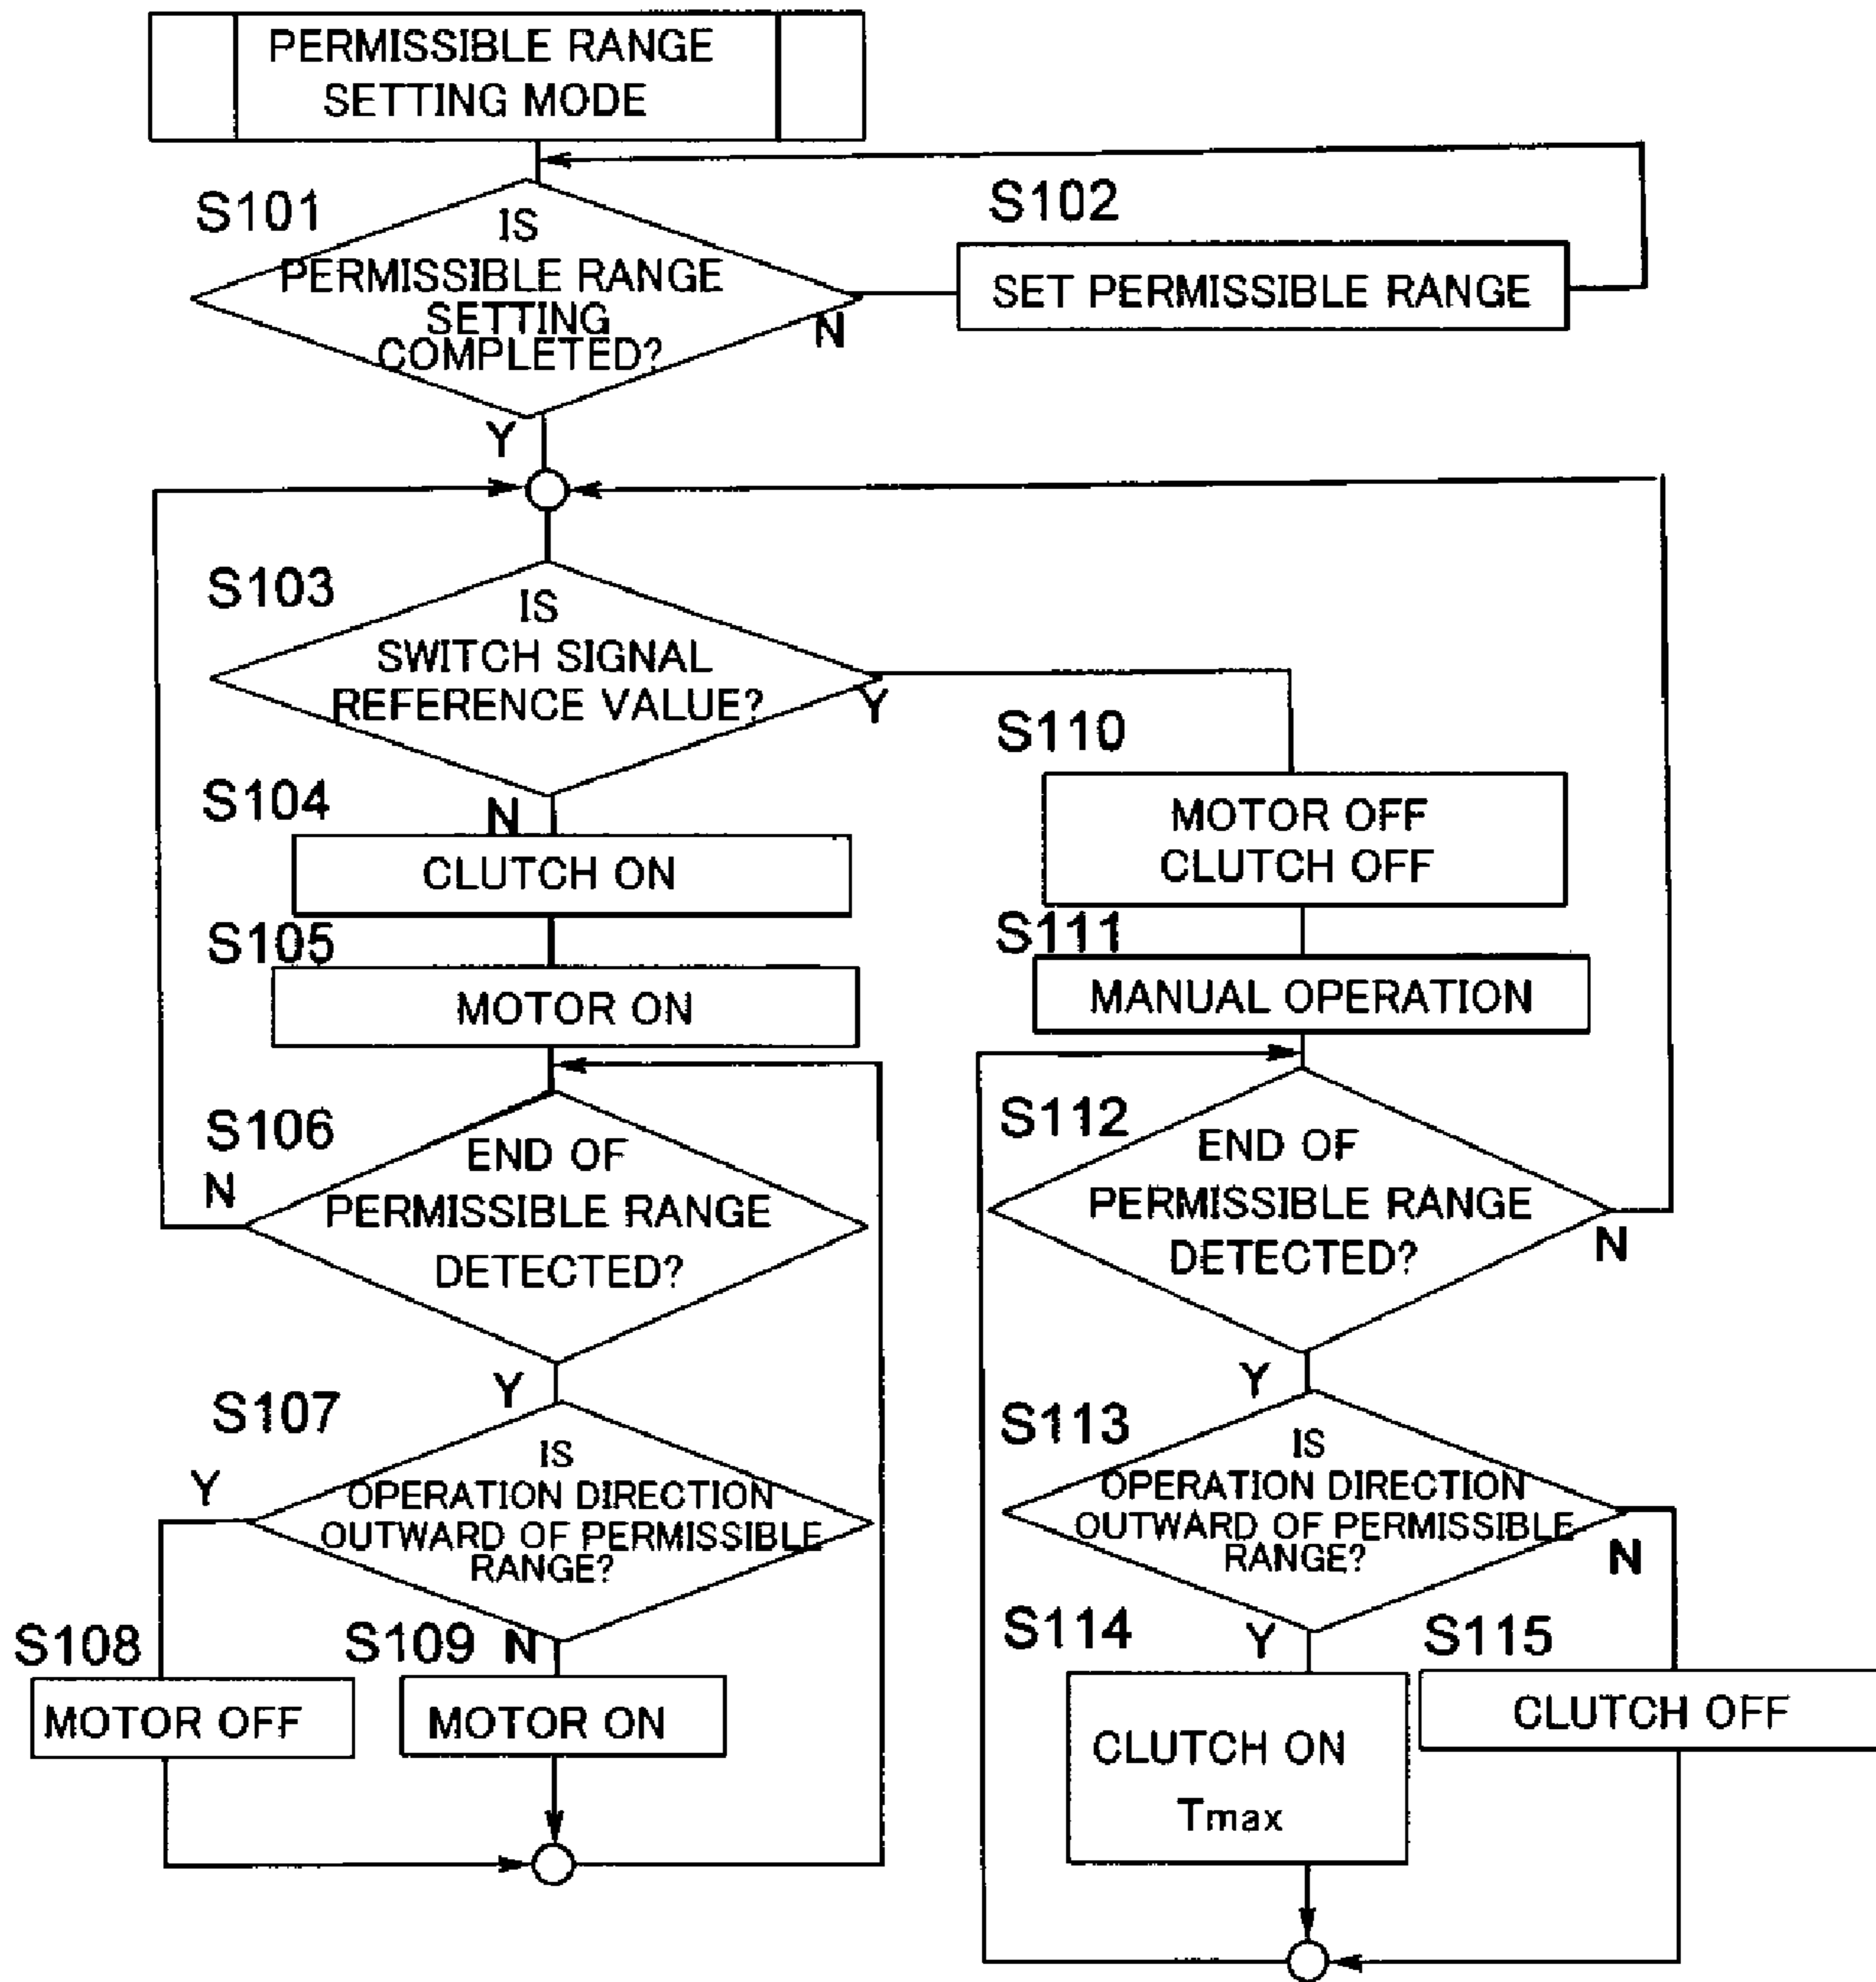 PERMISSIBLE RANGE
SETTING MODE
S101
IS
PERMISSIBLE RANGE
SETTING
COMPLETED?
N
Y
S102
SET PERMISSIBLE RANGE
S103
IS
SWITCH SIGNAL
REFERENCE VALUE?
Y
N
S104
CLUTCH ON
S105
MOTOR ON
S106
END OF
PERMISSIBLE RANGE
DETECTED?
N
Y
S107
IS
OPERATION DIRECTION
OUTWARD OF PERMISSIBLE
RANGE?
Y
N
S108
MOTOR OFF
S109
MOTOR ON
S110
MOTOR OFF
CLUTCH OFF
S111
MANUAL OPERATION
S112
END OF
PERMISSIBLE RANGE
DETECTED?
N
Y
S113
IS
OPERATION DIRECTION
OUTWARD OF PERMISSIBLE
RANGE?
N
Y
S114
CLUTCH ON
Tmax
S115
CLUTCH OFF